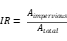 IR = A_impervious / A_total